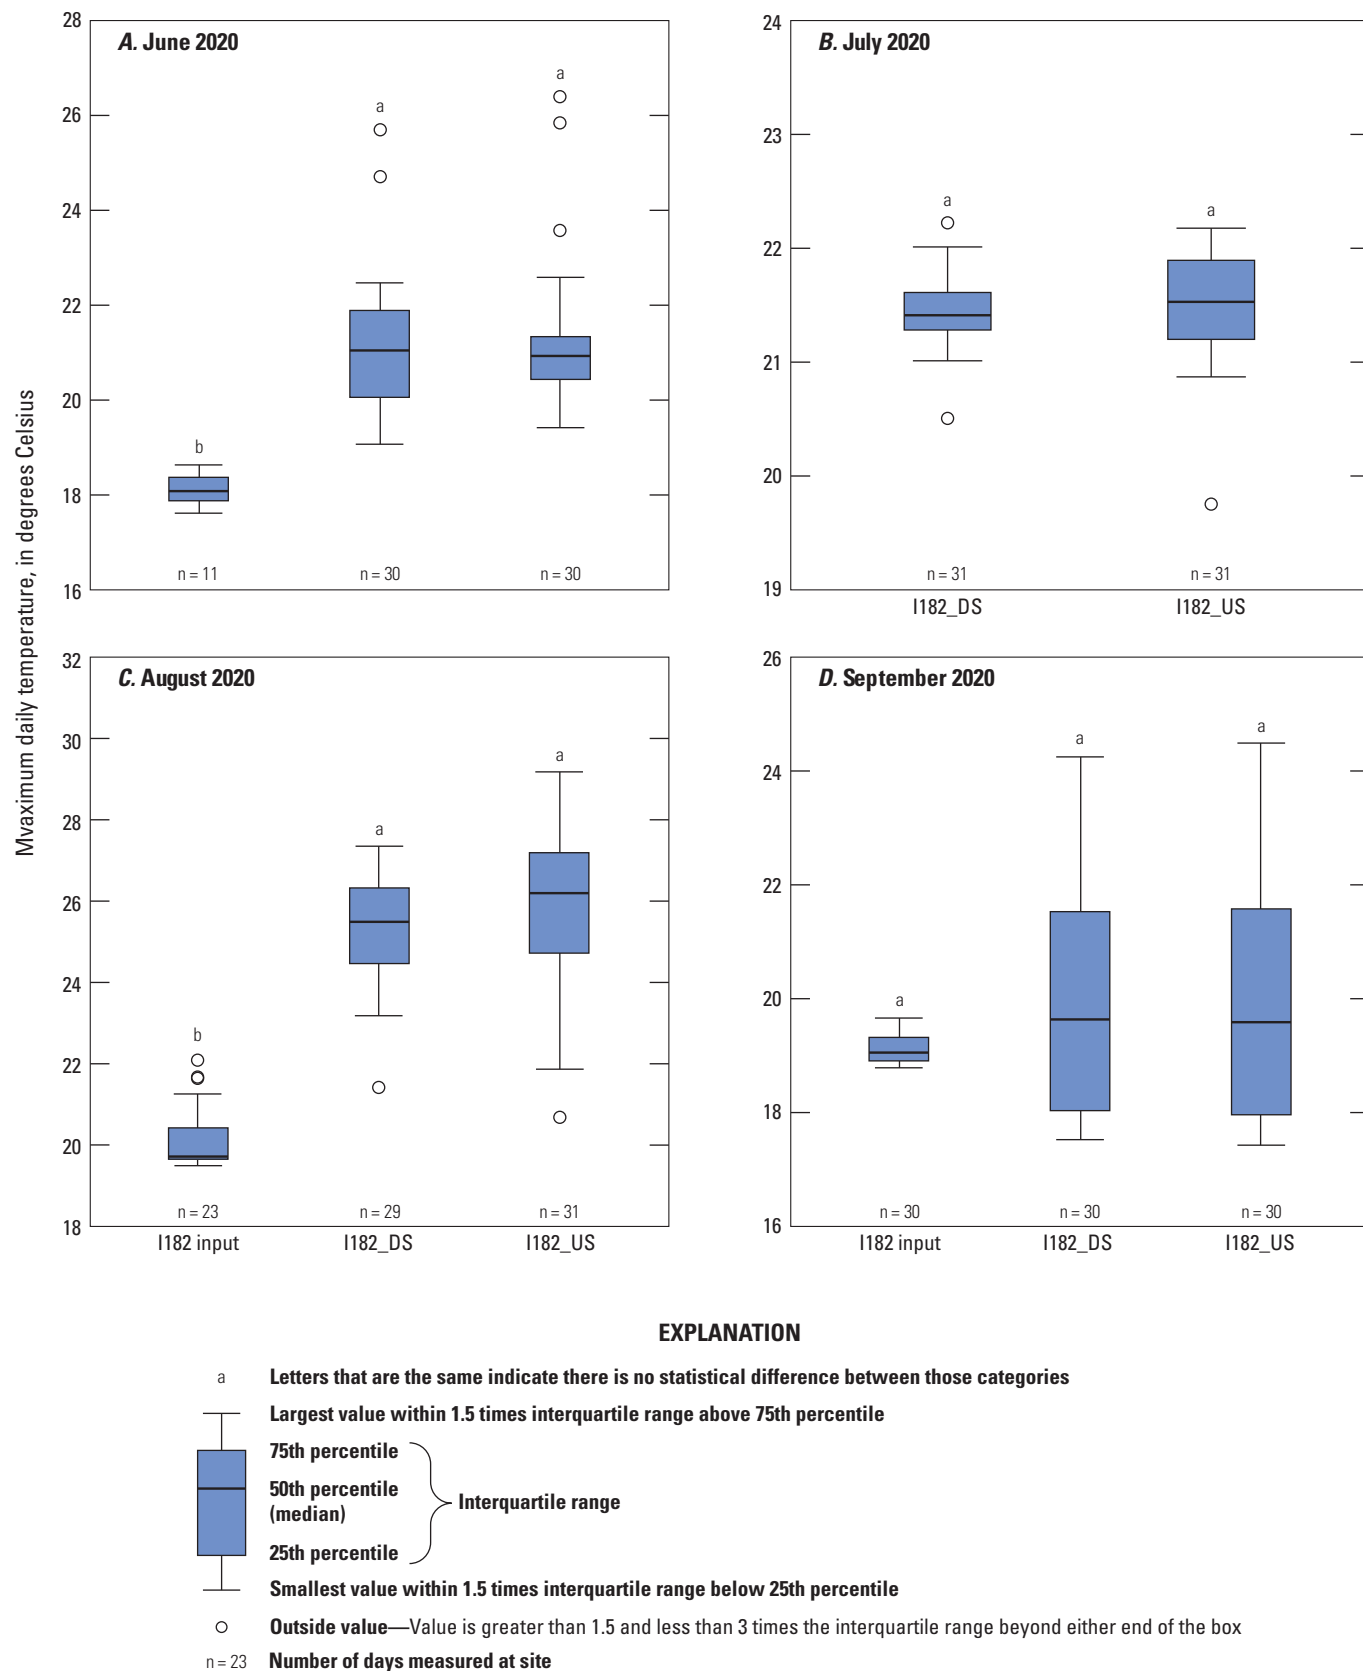 Mvaximum daily temperature, in degrees Celsius
A. June 2020
28
26
24
22
20
18
16
b
a
a
n = 11
n = 30
n = 30
B. July 2020
24
23
22
21
20
19
a
a
n = 31
n = 31
I182_DS
I182_US
C. August 2020
32
30
28
26
24
22
20
18
b
a
a
n = 23
n = 29
n = 31
I182 input
I182_DS
I182_US
D. September 2020
26
24
22
20
18
16
a
a
a
n = 30
n = 30
n = 30
I182 input
I182_DS
I182_US
EXPLANATION
a Letters that are the same indicate there is no statistical difference between those categories
Largest value within 1.5 times interquartile range above 75th percentile
75th percentile
50th percentile
(median)
Interquartile range
25th percentile
Smallest value within 1.5 times interquartile range below 25th percentile
Outside value—Value is greater than 1.5 and less than 3 times the interquartile range beyond either end of the box
n = 23 Number of days measured at site